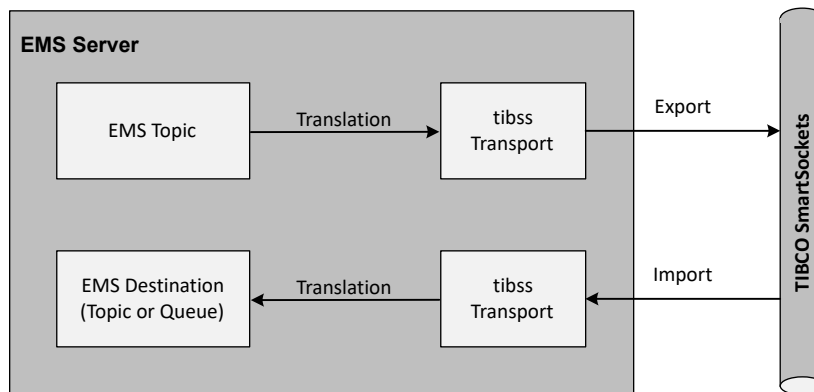 EMS Server
EMS Topic
Translation
tibss
Transport
Export
EMS Destination
(Topic or Queue)
Translation
tibss
Transport
Import
TIBCO SmartSockets